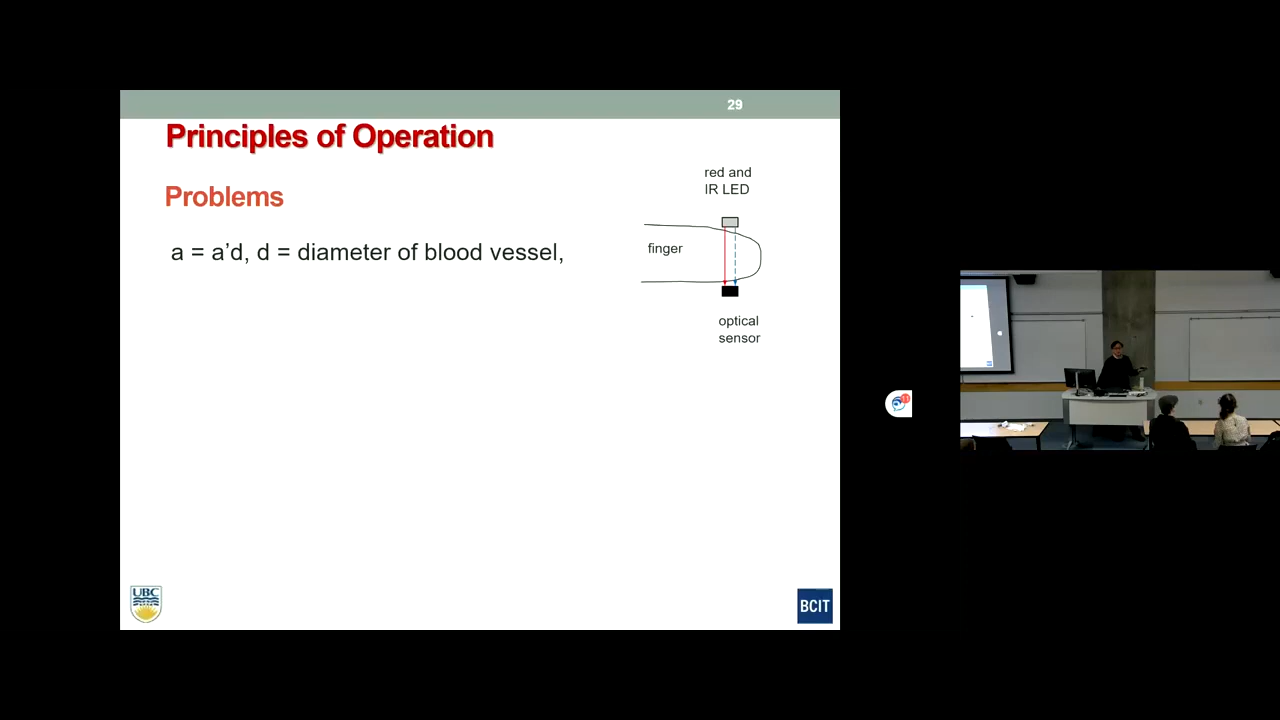 29
Principles of Operation
red and
IR LED
Problems
a = a’d, d = diameter of blood vessel,
finger
optical
sensor
UBC
BCIT